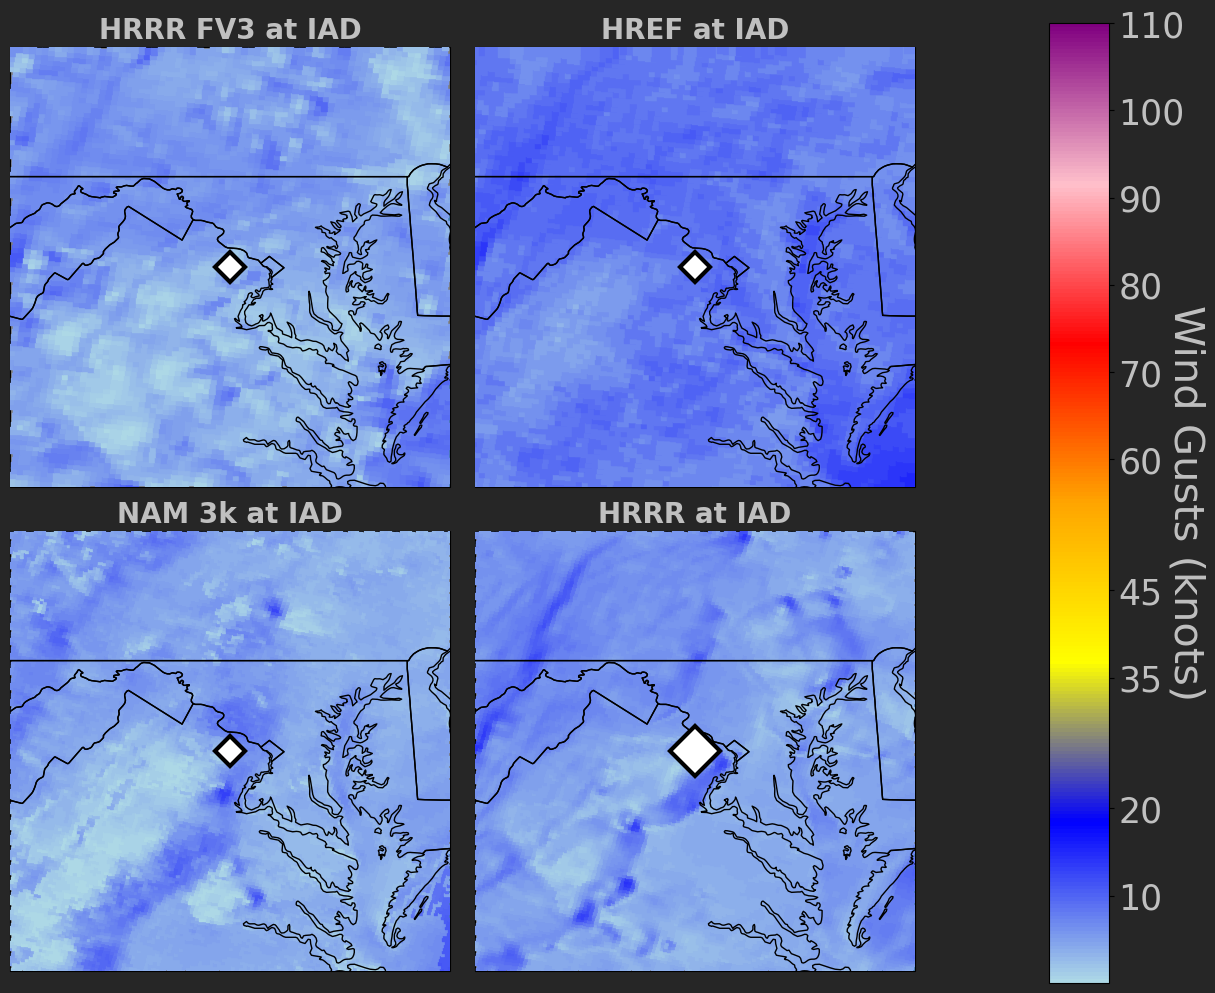 HRRR FV3 at IAD
HREF at IAD
NAM 3k at IAD
HRRR at IAD
110
100
90
80
70
60
45
35
20
10
Wind Gusts (knots)